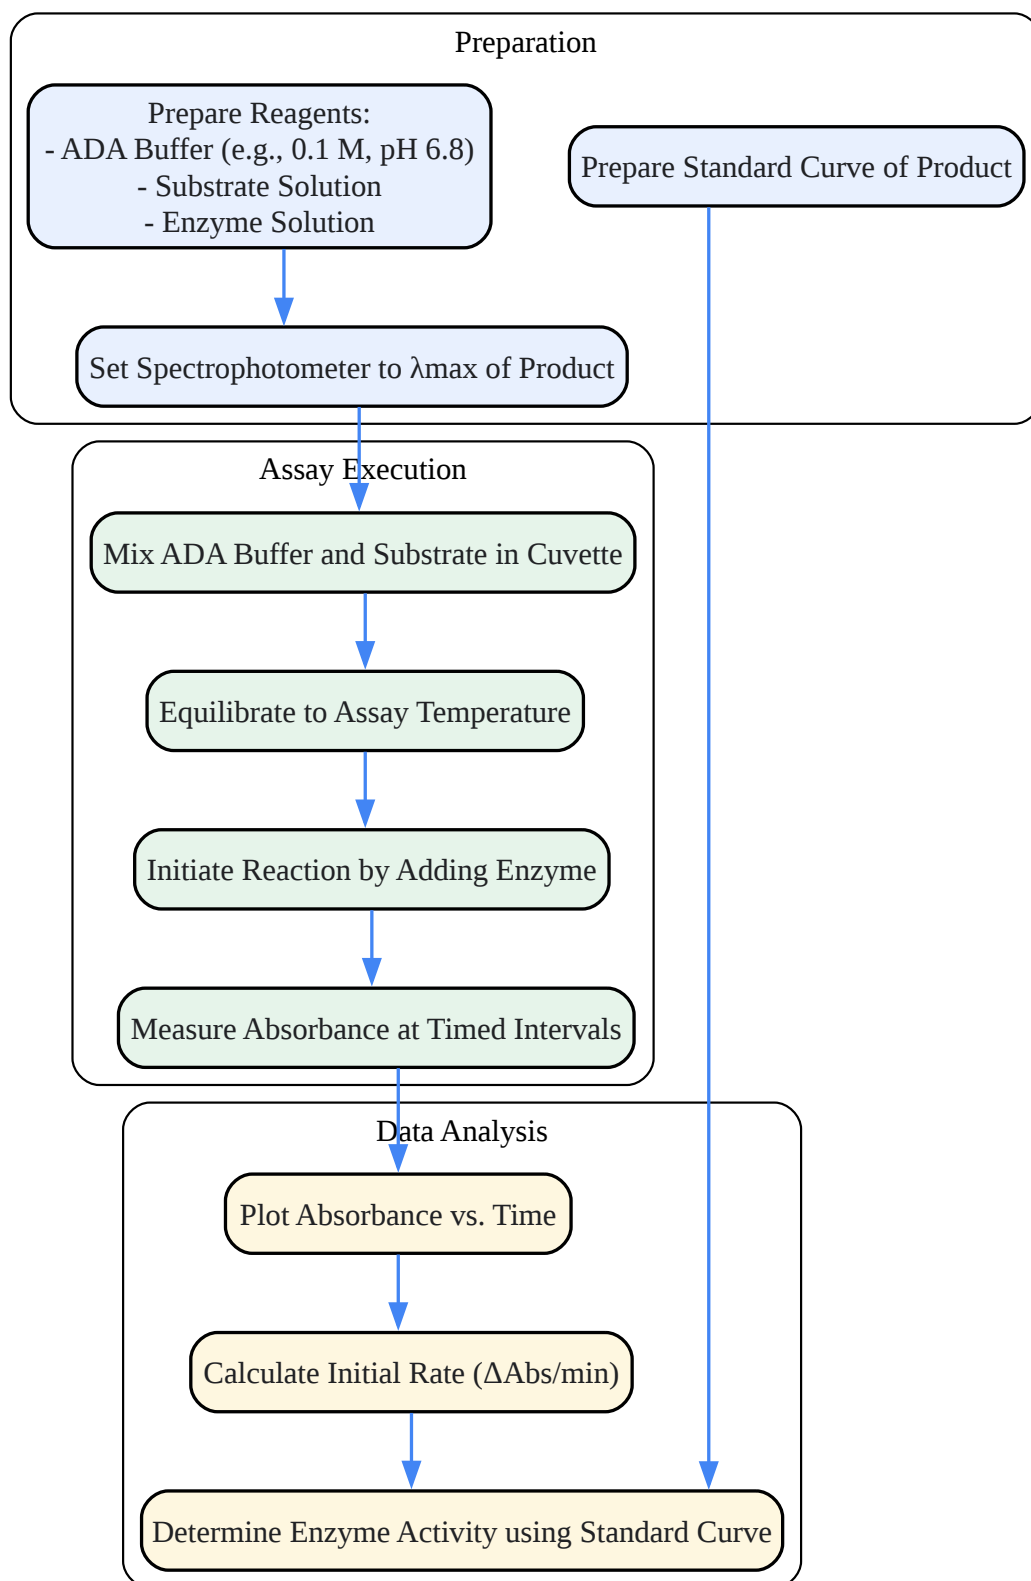 Preparation
Prepare Reagents:
- ADA Buffer (e.g., 0.1 M, pH 6.8)
- Substrate Solution
- Enzyme Solution
Prepare Standard Curve of Product
Set Spectrophotometer to λmax of Product
Assay Execution
Mix ADA Buffer and Substrate in Cuvette
Equilibrate to Assay Temperature
Initiate Reaction by Adding Enzyme
Measure Absorbance at Timed Intervals
Data Analysis
Plot Absorbance vs. Time
Calculate Initial Rate (ΔAbs/min)
Determine Enzyme Activity using Standard Curve